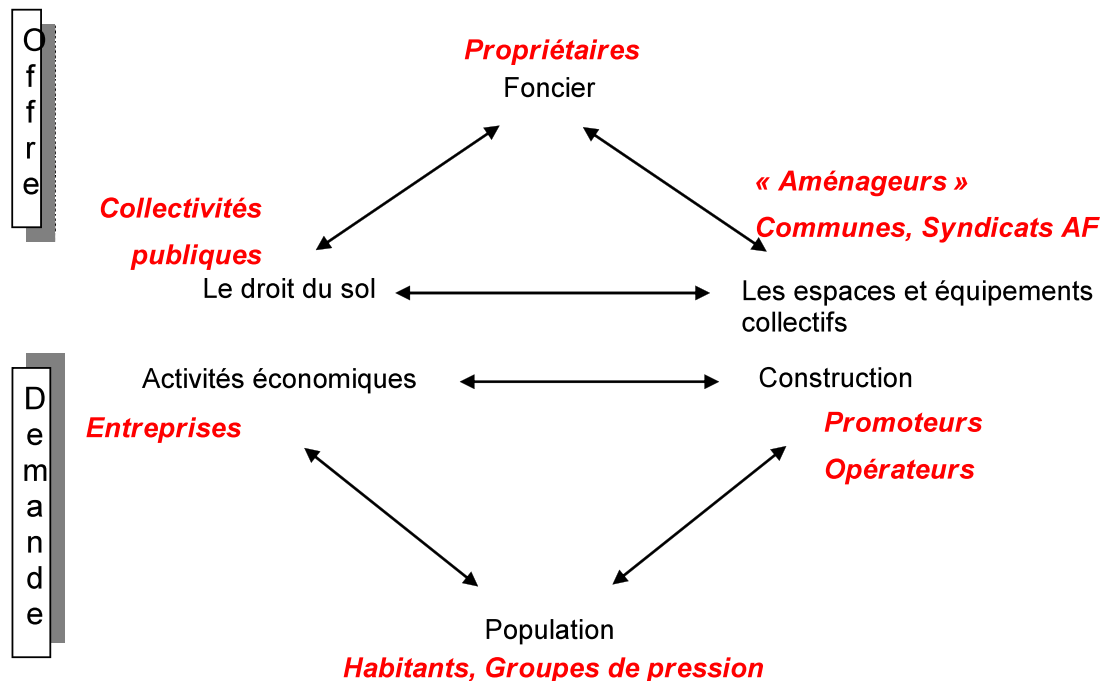 Offre
Propriétaires
Foncier
« Aménageurs »
Communes, Syndicats AF
Collectivités
publiques
Le droit du sol
Les espaces et équipements
collectifs
Demande
Activités économiques
Construction
Entreprises
Promoteurs
Opérateurs
Population
Habitants, Groupes de pression